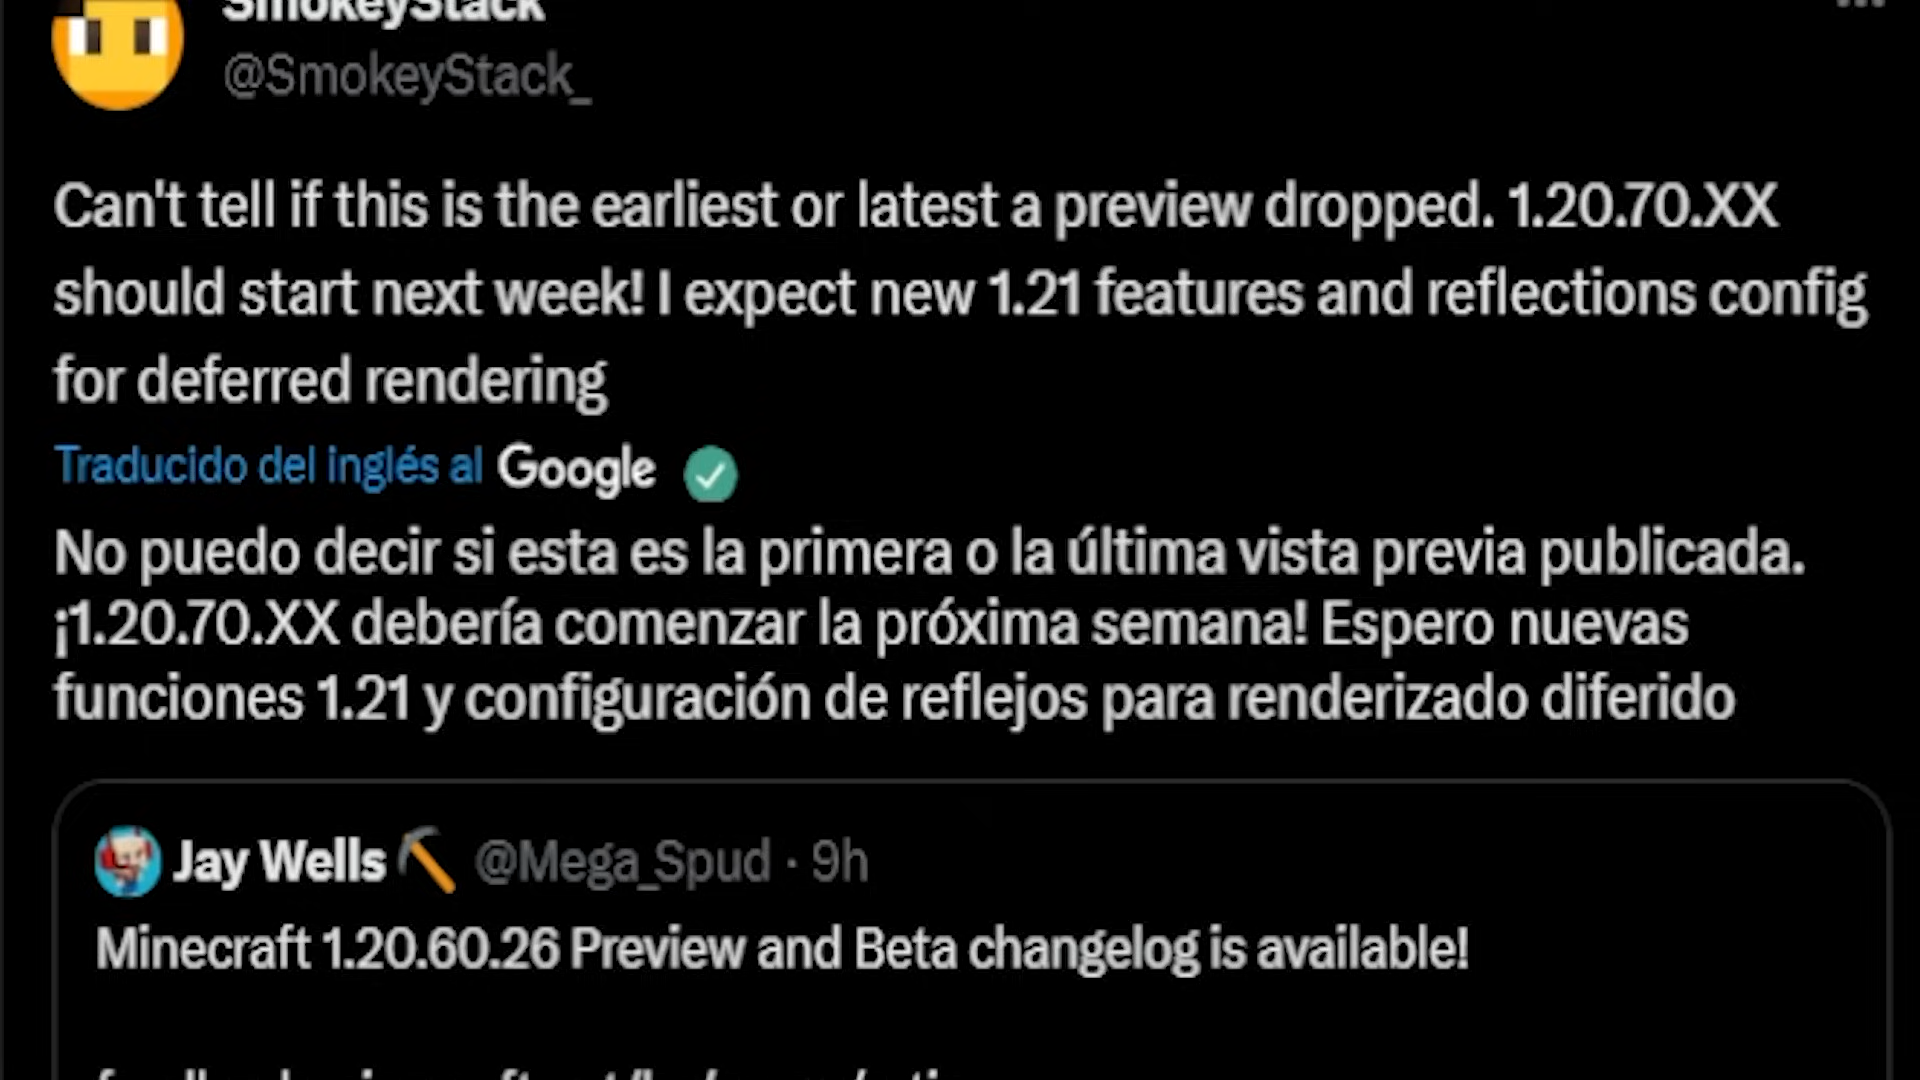 SmokeyStack
@SmokeyStack_
Can't tell if this is the earliest or latest a preview dropped. 1.20.70.XX
should start next week! I expect new 1.21 features and reflections config
for deferred rendering
Traducido del inglés al Google
No puedo decir si esta es la primera o la última vista previa publicada.
¡1.20.70.XX debería comenzar la próxima semana! Espero nuevas
funciones 1.21 y configuración de reflejos para renderizado diferido
Jay Wells @Mega_Spud · 9h
Minecraft 1.20.60.26 Preview and Beta changelog is available!